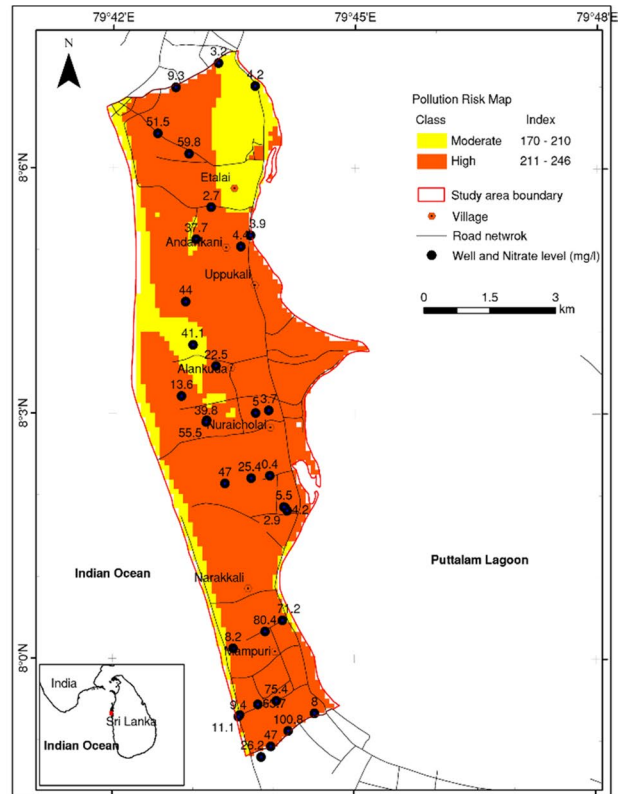 79°42'E 79°45'E 79°48'E
N
3.2
9.3
4.2
Pollution Risk Map
Class Index
Moderate 170 - 210
High 211 - 246
Study area boundary
Village
Road netwrok
Well and Nitrate level (mg/l)
0 1.5 3
km
51.5
59.8
8°6'N
Etalai
2.7
37.7
3.9
Andankani
4.4
Uppukali
44
41.1
22.5
Alankuda
13.6
39.8
5
3.7
8°3'N
Nuraicholai
55.5
47
25.4
0.4
5.5
4.2
2.9
Indian Ocean
Puttalam Lagoon
Narakkali
71.2
80.4
8.2
Mampuri
8°0'N
75.4
9.4
11.1
8
100.8
47
26.2
India
Sri Lanka
Indian Ocean